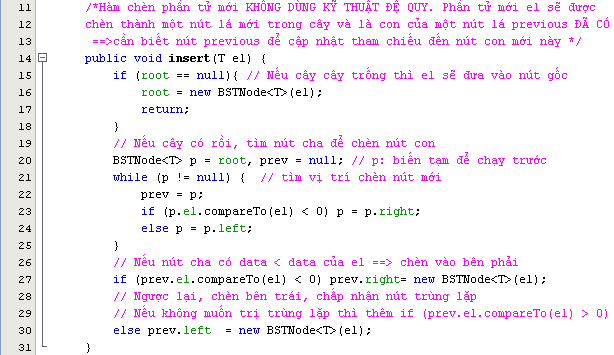 11 /*Hàm chèn phần tử mới KHÔNG DÙNG KỸ THUẬT ĐỆ QUY. Phần tử mới el sẽ được
12 chèn thành một nút lá mới trong cây và là con của một nút lá previous ĐÃ CÓ
13 ==>cần biết nút previous để cập nhật tham chiếu đến nút con mới này */
14 public void insert(T el) {
15 if (root == null){ // Nếu cây cây trống thì el sẽ đưa vào nút gốc
16 root = new BSTNode<T>(el);
17 return;
18 }
19 // Nếu cây có rồi, tìm nút cha để chèn nút con
20 BSTNode<T> p = root, prev = null; // p: biến tạm để chạy trước
21 while (p != null) { // tìm vị trí chèn nút mới
22 prev = p;
23 if (p.el.compareTo(el) < 0) p = p.right;
24 else p = p.left;
25 }
26 // Nếu nút cha có data < data của el ==> chèn vào bên phải
27 if (prev.el.compareTo(el) < 0) prev.right= new BSTNode<T>(el);
28 // Ngược lại, chèn bên trái, chấp nhận nút trùng lặp
29 // Nếu không muốn trị trùng lặp thì thêm if (prev.el.compareTo(el) > 0)
30 else prev.left = new BSTNode<T>(el);
31 }